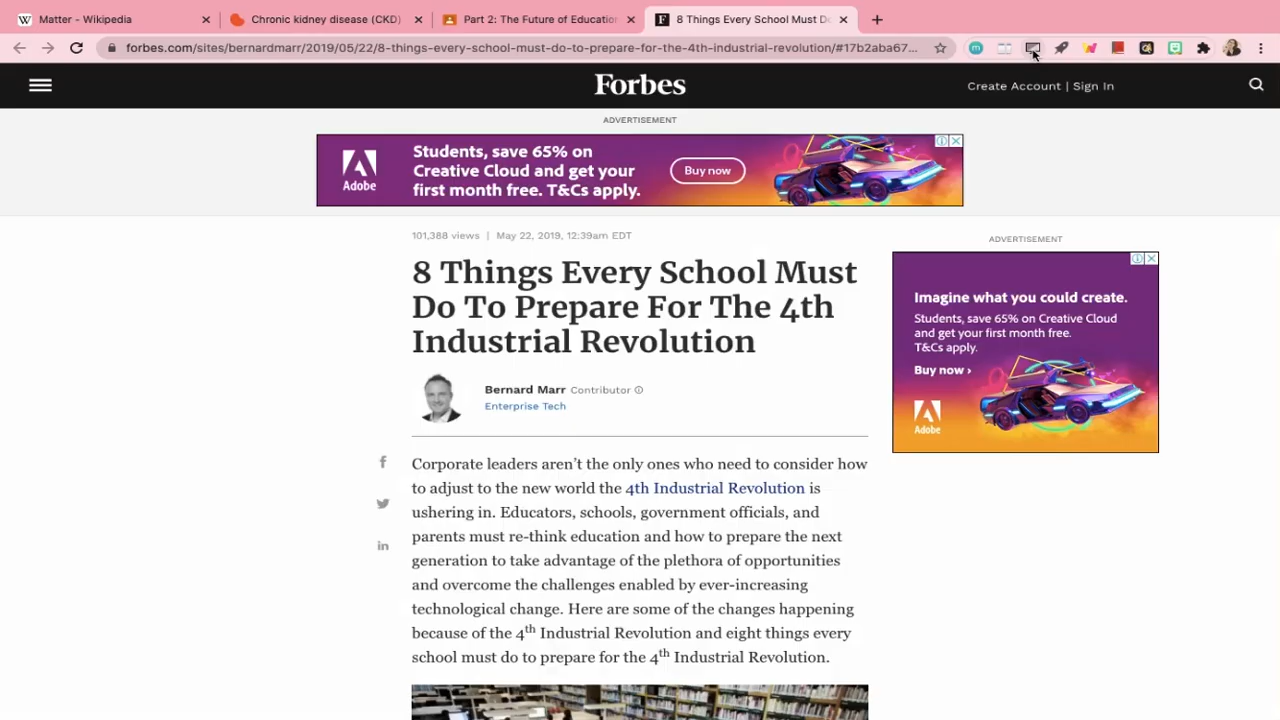 Matter - Wikipedia
Chronic kidney disease (CKD)
Part 2: The Future of Education
8 Things Every School Must Do
forbes.com/sites/bernardmarr/2019/05/22/8-things-every-school-must-do-to-prepare-for-the-4th-industrial-revolution/#17b2aba67...
Forbes
Create Account | Sign In
ADVERTISEMENT
Adobe
Students, save 65% on
Creative Cloud and get your
first month free. T&Cs apply.
Buy now
101,388 views | May 22, 2019, 12:39am EDT
8 Things Every School Must
Do To Prepare For The 4th
Industrial Revolution
Bernard Marr Contributor
Enterprise Tech
ADVERTISEMENT
Imagine what you could create.
Students, save 65% on Creative Cloud
and get your first month free.
T&Cs apply.
Buy now ›
Adobe
Corporate leaders aren't the only ones who need to consider how
to adjust to the new world the 4th Industrial Revolution is
ushering in. Educators, schools, government officials, and
parents must re-think education and how to prepare the next
generation to take advantage of the plethora of opportunities
and overcome the challenges enabled by ever-increasing
technological change. Here are some of the changes happening
because of the 4th Industrial Revolution and eight things every
school must do to prepare for the 4th Industrial Revolution.